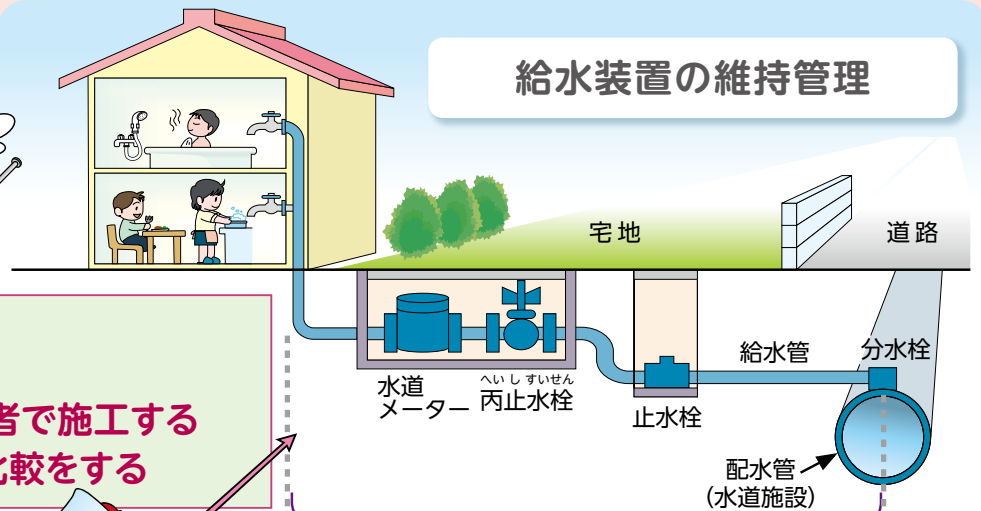 給水装置の維持管理
宅地
道路
給水管
分水栓
水道
メーター
へいしすいせん
丙止水栓
止水栓
配水管
(水道施設)
者で施工する
比較をする